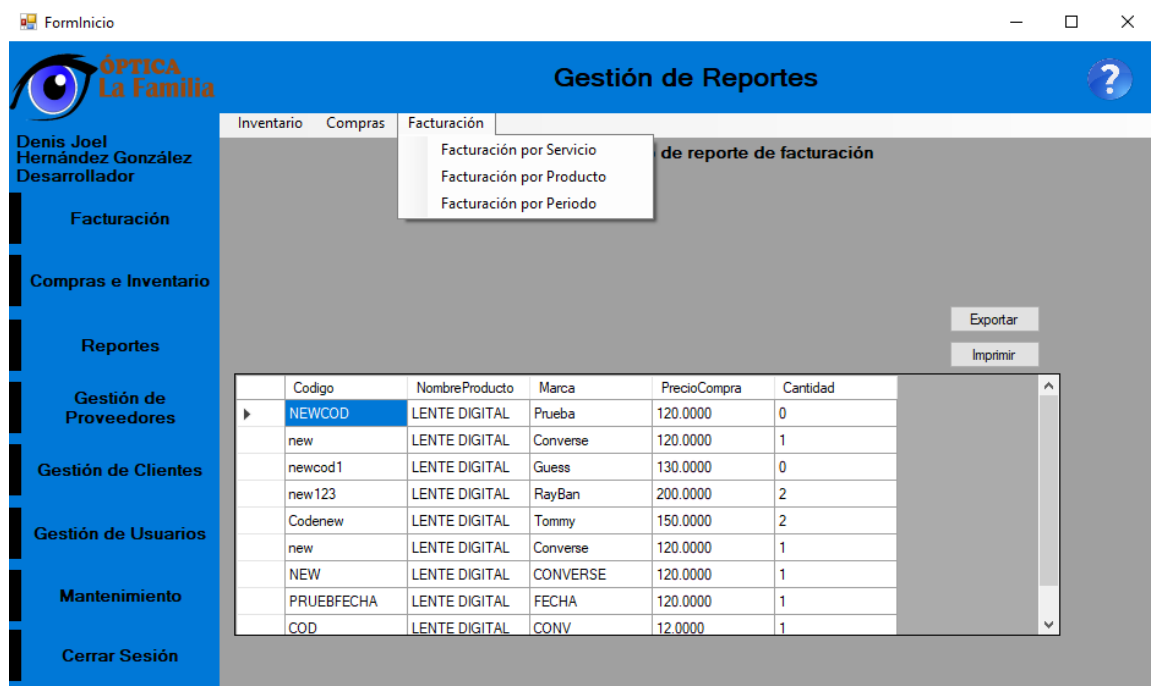 FormInicio
ÓPTICA
La Familia
Gestión de Reportes
?
Denis Joel
Hernández González
Desarrollador
Facturación
Compras e Inventario
Reportes
Gestión de
Proveedores
Gestión de Clientes
Gestión de Usuarios
Mantenimiento
Cerrar Sesión
Inventario Compras Facturación
Facturación por Servicio
Facturación por Producto
Facturación por Periodo
de reporte de facturación
Exportar
Imprimir
Codigo NombreProducto Marca PrecioCompra Cantidad
NEWCOD LENTE DIGITAL Prueba 120.0000 0
new LENTE DIGITAL Converse 120.0000 1
newcod1 LENTE DIGITAL Guess 130.0000 0
new123 LENTE DIGITAL RayBan 200.0000 2
Codenew LENTE DIGITAL Tommy 150.0000 2
new LENTE DIGITAL Converse 120.0000 1
NEW LENTE DIGITAL CONVERSE 120.0000 1
PRUEBFECHA LENTE DIGITAL FECHA 120.0000 1
COD LENTE DIGITAL CONV 12.0000 1